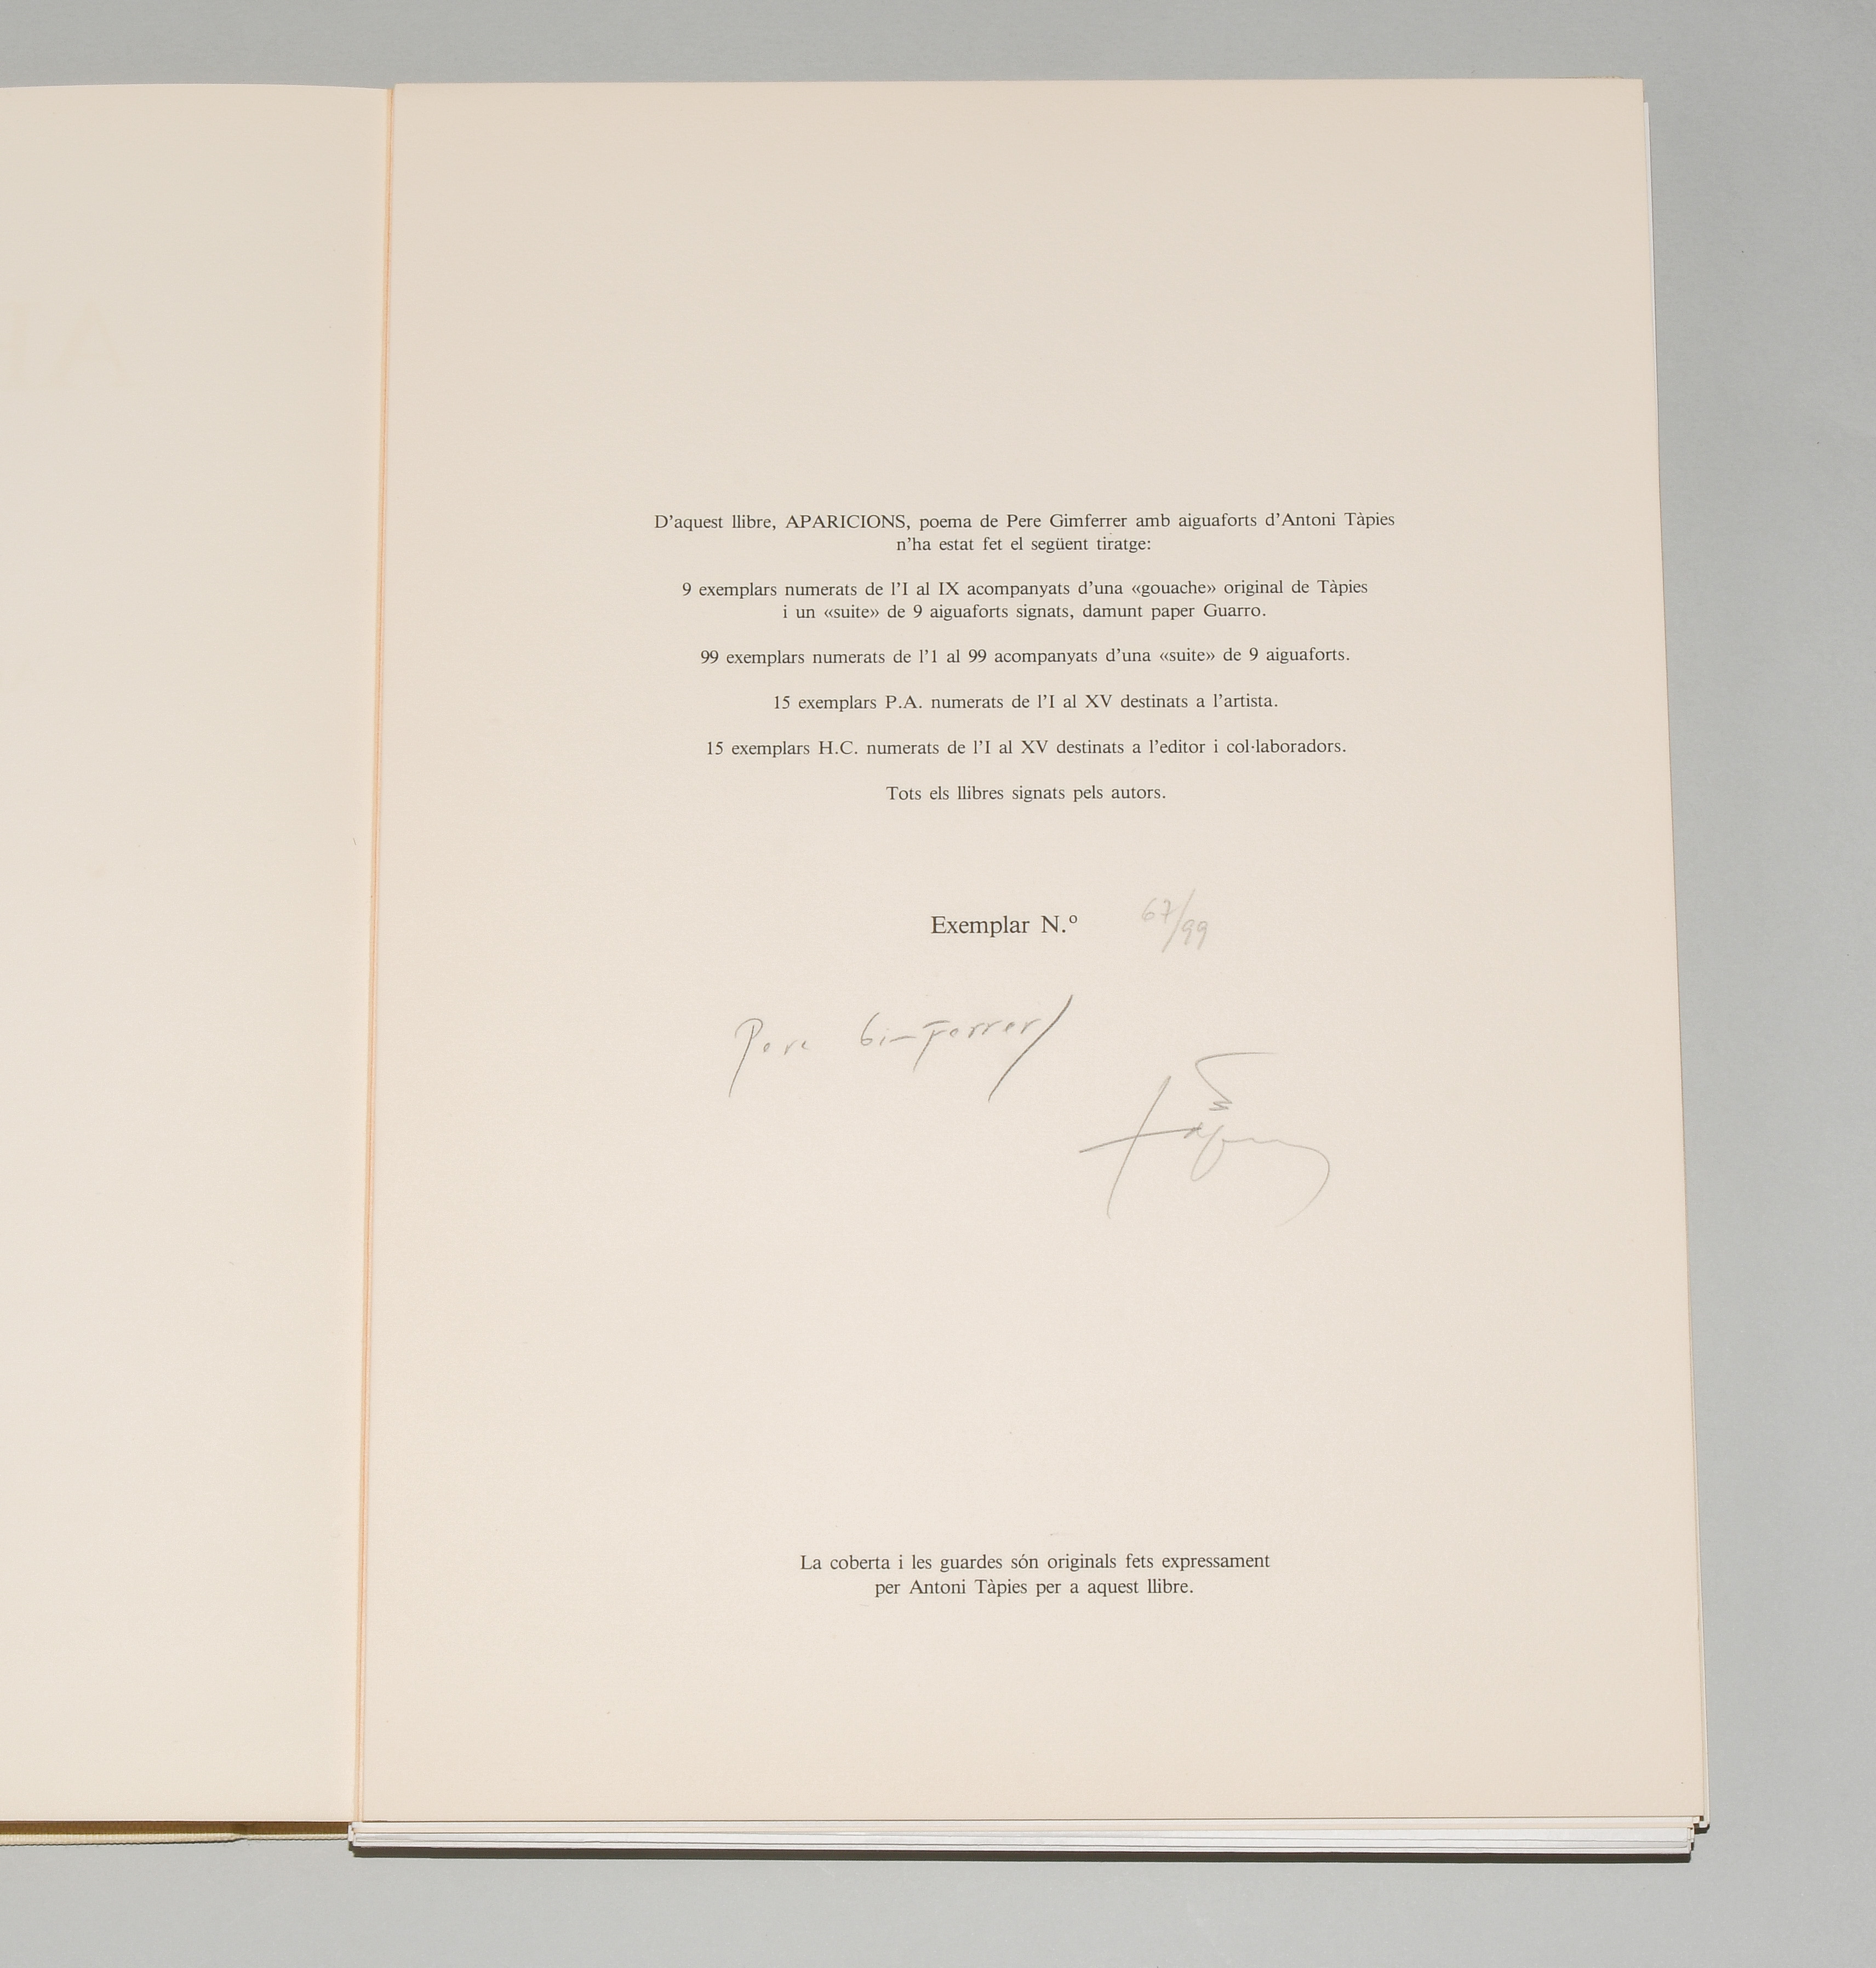 D'aquest llibre, APARICIONS, poema de Pere Gimferrer amb aiguaforts d'Antoni Tàpies
n'ha estat fet el següent tiratge:
9 exemplars numerats de l'I al IX acompanyats d'una «gouache» original de Tàpies
i un «suite» de 9 aiguaforts signats, damunt paper Guarro.
99 exemplars numerats de l'1 al 99 acompanyats d'una «suite» de 9 aiguaforts.
15 exemplars P.A. numerats de l'I al XV destinats a l'artista.
15 exemplars H.C. numerats de l'I al XV destinats a l'editor i col·laboradors.
Tots els llibres signats pels autors.
Exemplar N.º 67/99
Pere Gimferrer
Tàpies
La coberta i les guardes són originals fets expressament
per Antoni Tàpies per a aquest llibre.